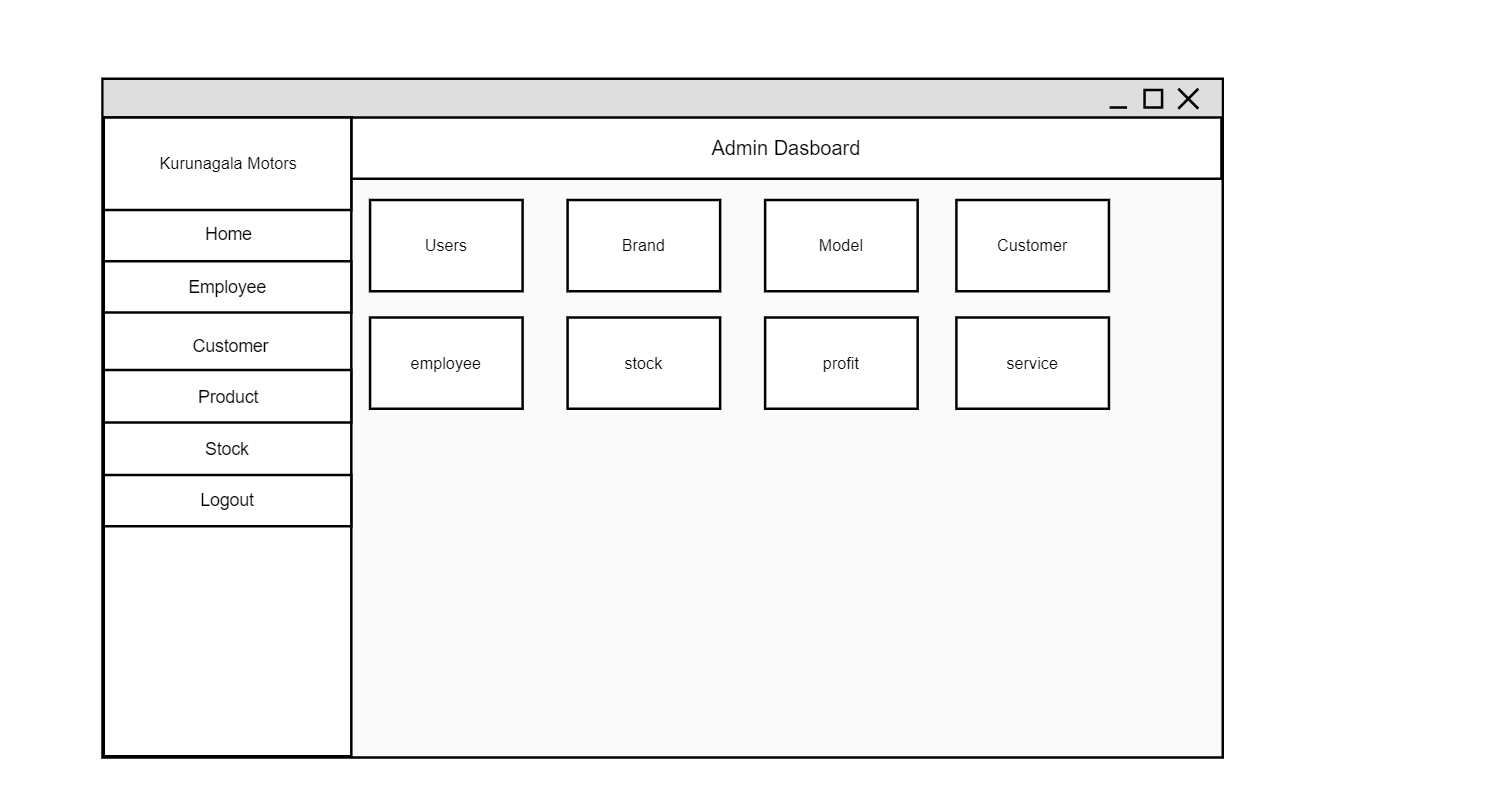 Kurunagala Motors
Admin Dasboard
Home
Employee
Customer
Product
Stock
Logout
Users
Brand
Model
Customer
employee
stock
profit
service